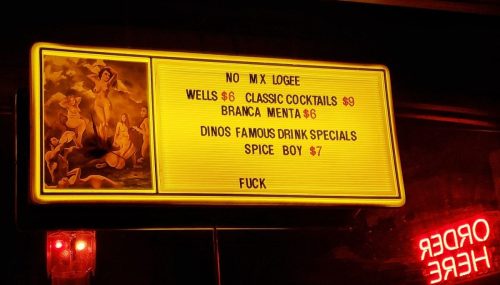 NO MX LOGEE
WELLS $6 CLASSIC COCKTAILS $9
BRANCA MENTA $6
DINOS FAMOUS DRINK SPECIALS
SPICE BOY $7
FUCK
ORDER
HERE